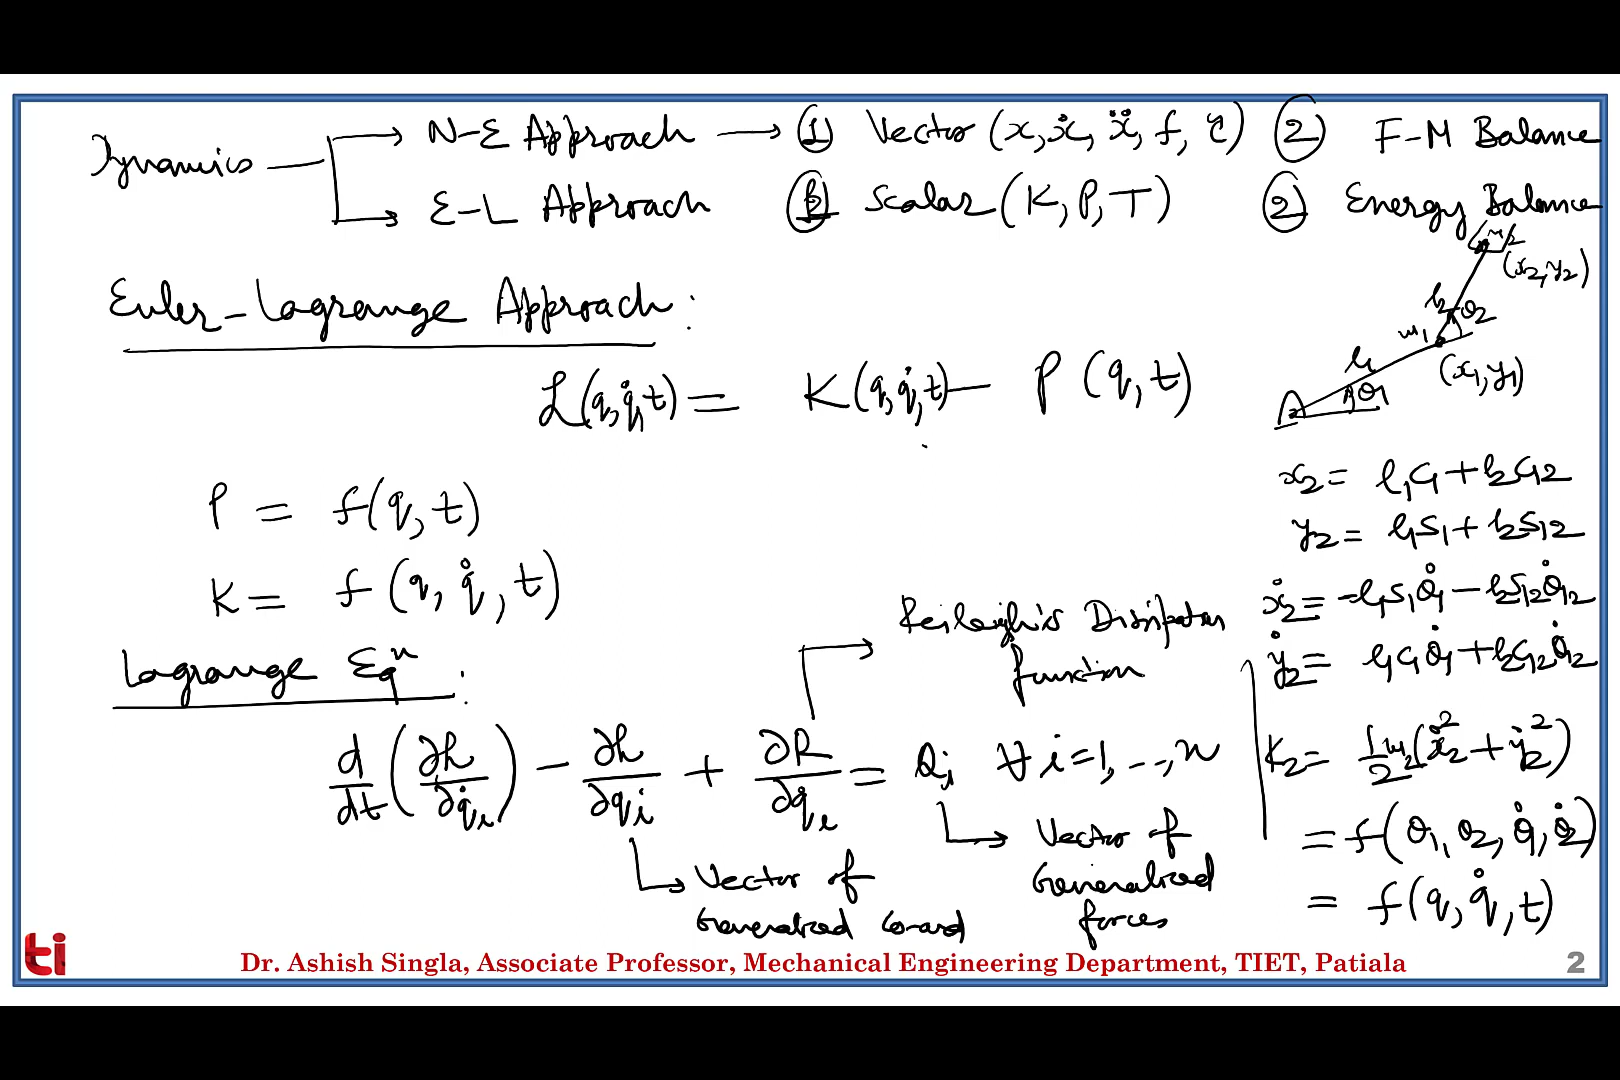 Dynamics → N-E Approach → ① Vector (x, ẋ, ẍ, f, τ) ② F-M Balance
→ E-L Approach ① Scalar (K, P, T) ② Energy Balance
Euler-Lagrange Approach:
L(q, q̇, t) = K(q, q̇, t) - P(q, t)
m2
(x2, y2)
l2 θ2
m1
(x1, y1)
l1
θ1
P = f(q, t)
K = f(q, q̇, t)
x2 = l1C1 + l2C12
y2 = l1S1 + l2S12
ẋ2 = -l1S1θ̇1 - l2S12θ̇12
ẏ2 = l1C1θ̇1 + l2C12θ̇12
K2 = 1/2 m2(ẋ2² + ẏ2²)
= f(θ1, θ2, θ̇1, θ̇2)
= f(q, q̇, t)
Lagrange Eqⁿ:
Reileigh's Dissipation
function
d/dt (∂L/∂q̇i) - ∂L/∂qi + ∂R/∂q̇i = Qi ∀ i=1, ..., n
Vector of
Generalized Coord
Vector of
Generalized
forces
ti
Dr. Ashish Singla, Associate Professor, Mechanical Engineering Department, TIET, Patiala
2